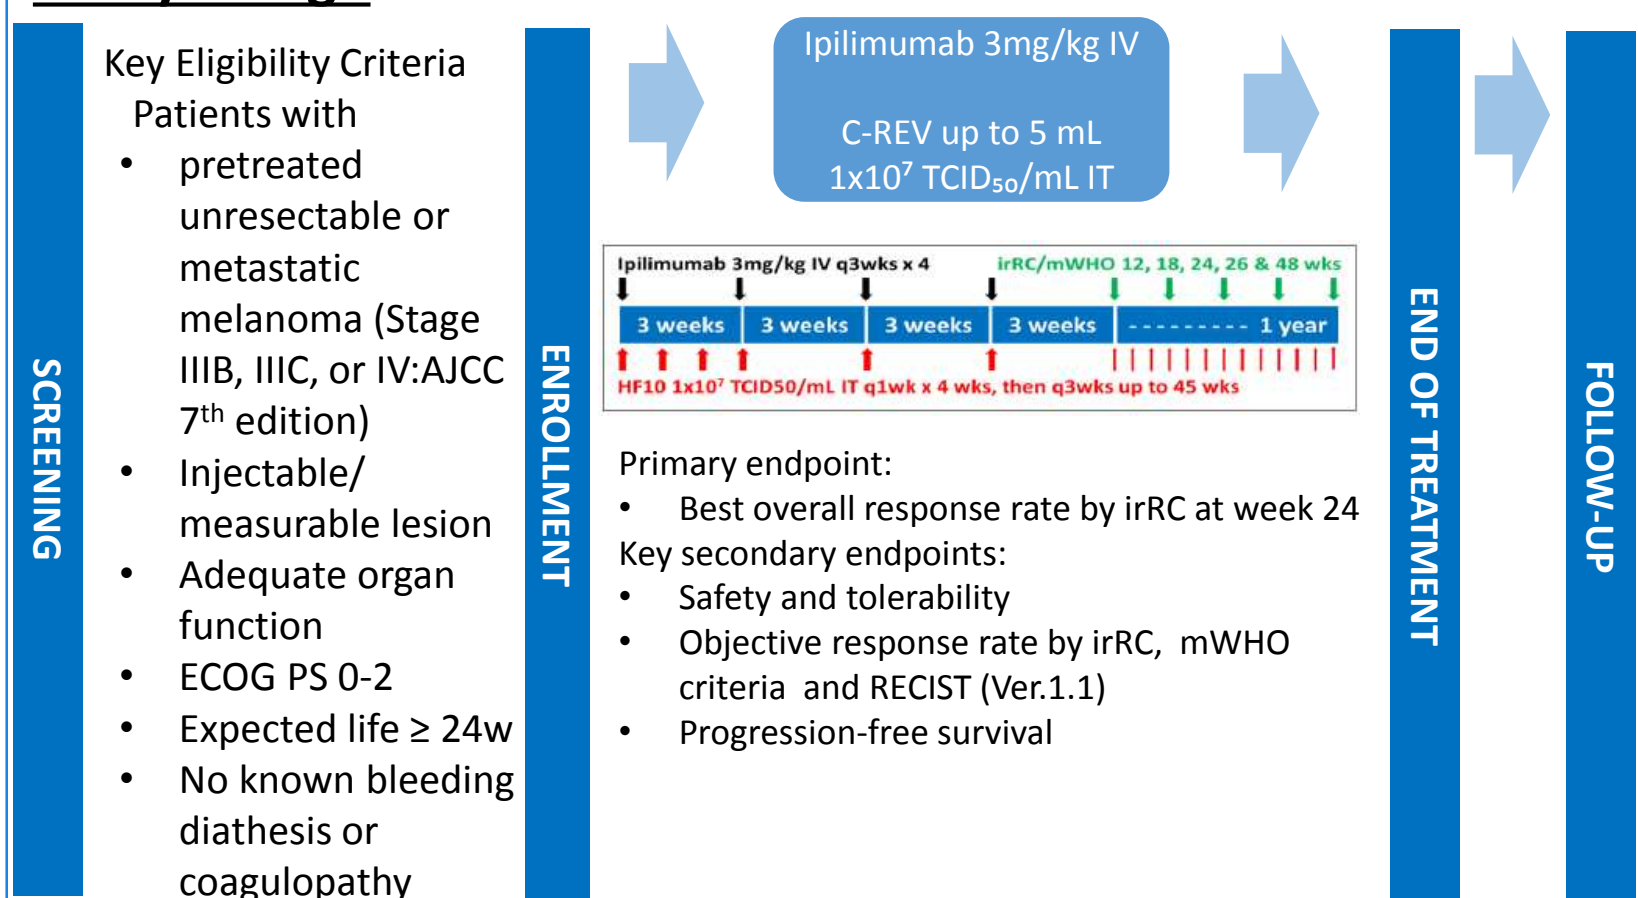 SCREENING
Key Eligibility Criteria
Patients with
• pretreated
unresectable or
metastatic
melanoma (Stage
IIIB, IIIC, or IV:AJCC
7th edition)
• Injectable/
measurable lesion
• Adequate organ
function
• ECOG PS 0-2
• Expected life ≥ 24w
• No known bleeding
diathesis or
coagulopathy
ENROLLMENT
Ipilimumab 3mg/kg IV
C-REV up to 5 mL
1x10⁷ TCID₅₀/mL IT
Ipilimumab 3mg/kg IV q3wks x 4
irRC/mWHO 12, 18, 24, 26 & 48 wks
3 weeks
3 weeks
3 weeks
3 weeks
- - - - - - - - - 1 year
HF10 1x10⁷ TCID50/mL IT q1wk x 4 wks, then q3wks up to 45 wks
Primary endpoint:
• Best overall response rate by irRC at week 24
Key secondary endpoints:
• Safety and tolerability
• Objective response rate by irRC, mWHO
criteria and RECIST (Ver.1.1)
• Progression-free survival
END OF TREATMENT
FOLLOW-UP